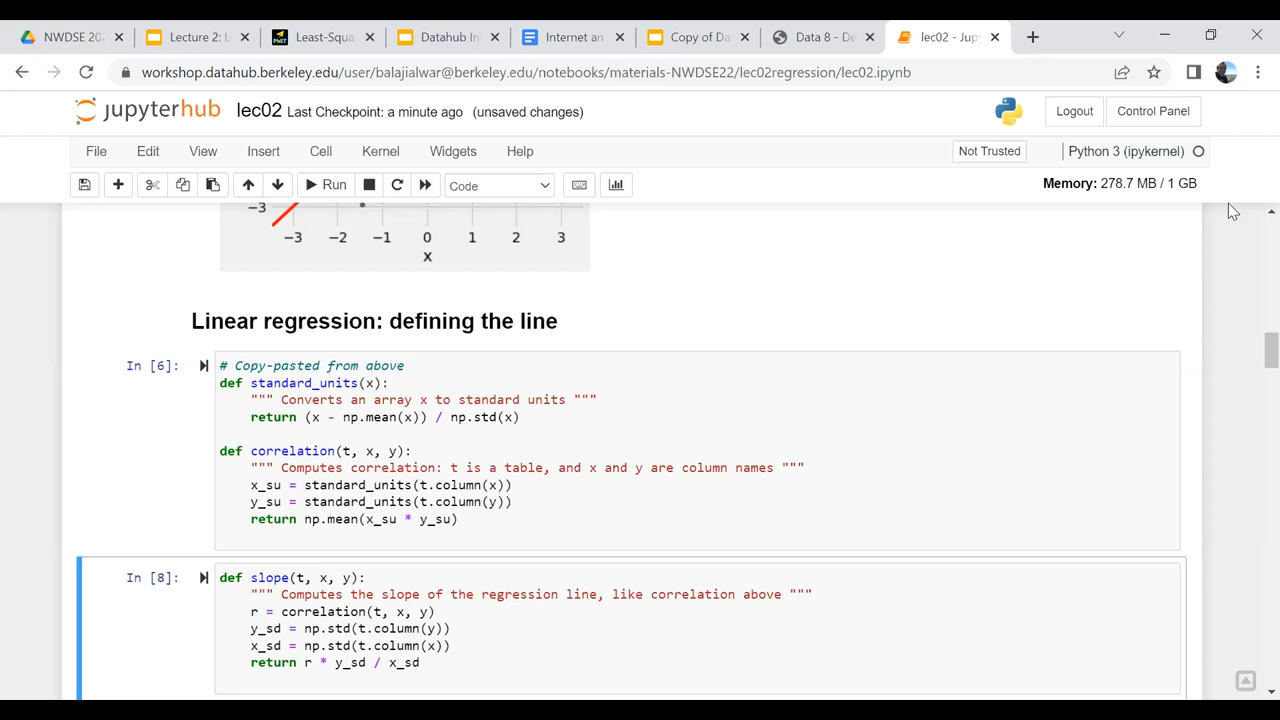 NWDSE 202
Lecture 2: L
Least-Squa
Datahub In
Internet an
Copy of Da
Data 8 - De
lec02 - Jup
workshop.datahub.berkeley.edu/user/balajialwar@berkeley.edu/notebooks/materials-NWDSE22/lec02regression/lec02.ipynb
jupyterhub lec02 Last Checkpoint: a minute ago (unsaved changes) Logout Control Panel
File Edit View Insert Cell Kernel Widgets Help Not Trusted Python 3 (ipykernel)
Run Code Memory: 278.7 MB / 1 GB
−3
−3 −2 −1 0 1 2 3
x
Linear regression: defining the line
In [6]: # Copy-pasted from above
def standard_units(x):
""" Converts an array x to standard units """
return (x - np.mean(x)) / np.std(x)
def correlation(t, x, y):
""" Computes correlation: t is a table, and x and y are column names """
x_su = standard_units(t.column(x))
y_su = standard_units(t.column(y))
return np.mean(x_su * y_su)
In [8]: def slope(t, x, y):
""" Computes the slope of the regression line, like correlation above """
r = correlation(t, x, y)
y_sd = np.std(t.column(y))
x_sd = np.std(t.column(x))
return r * y_sd / x_sd